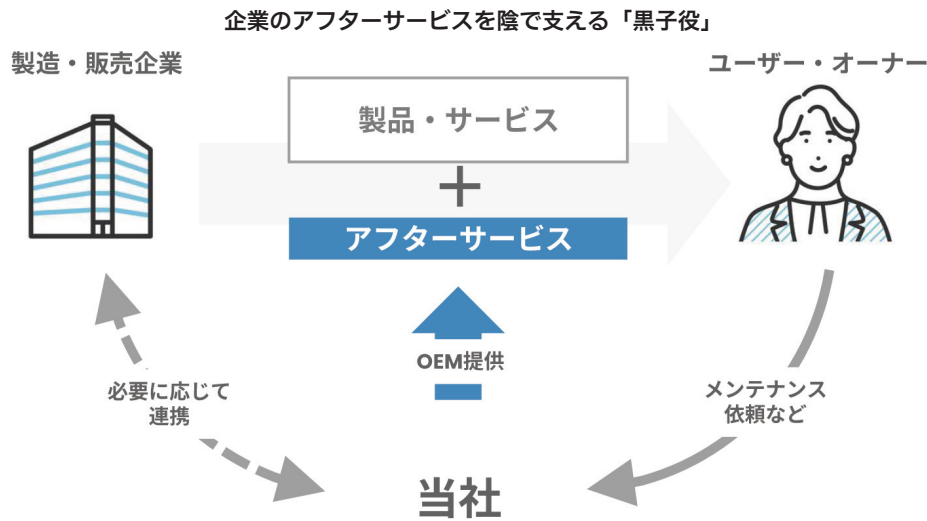 企業のアフターサービスを陰で支える「黒子役」
製造・販売企業
ユーザー・オーナー
製品・サービス
＋
アフターサービス
OEM提供
必要に応じて
連携
メンテナンス
依頼など
当社